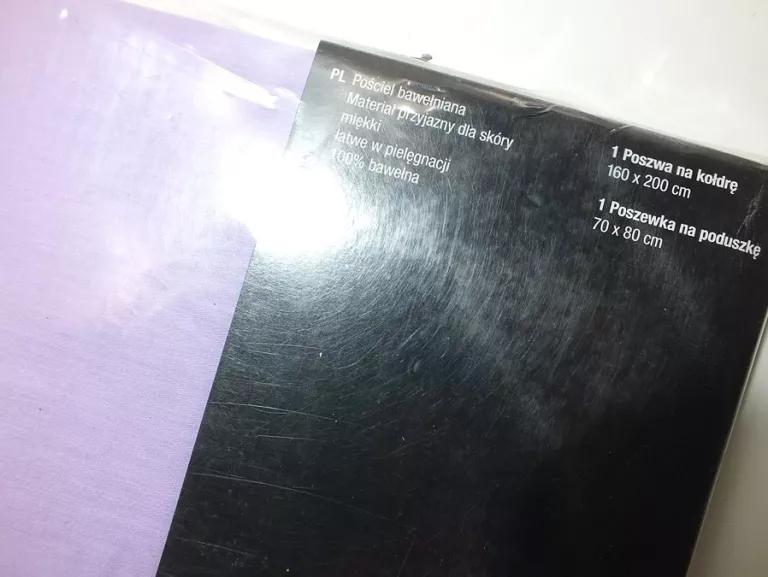 PL Pościel bawełniana
Materiał przyjazny dla skóry
miękki
łatwe w pielęgnacji
100% bawełna
1 Poszwa na kołdrę
160 x 200 cm
1 Poszewka na poduszkę
70 x 80 cm